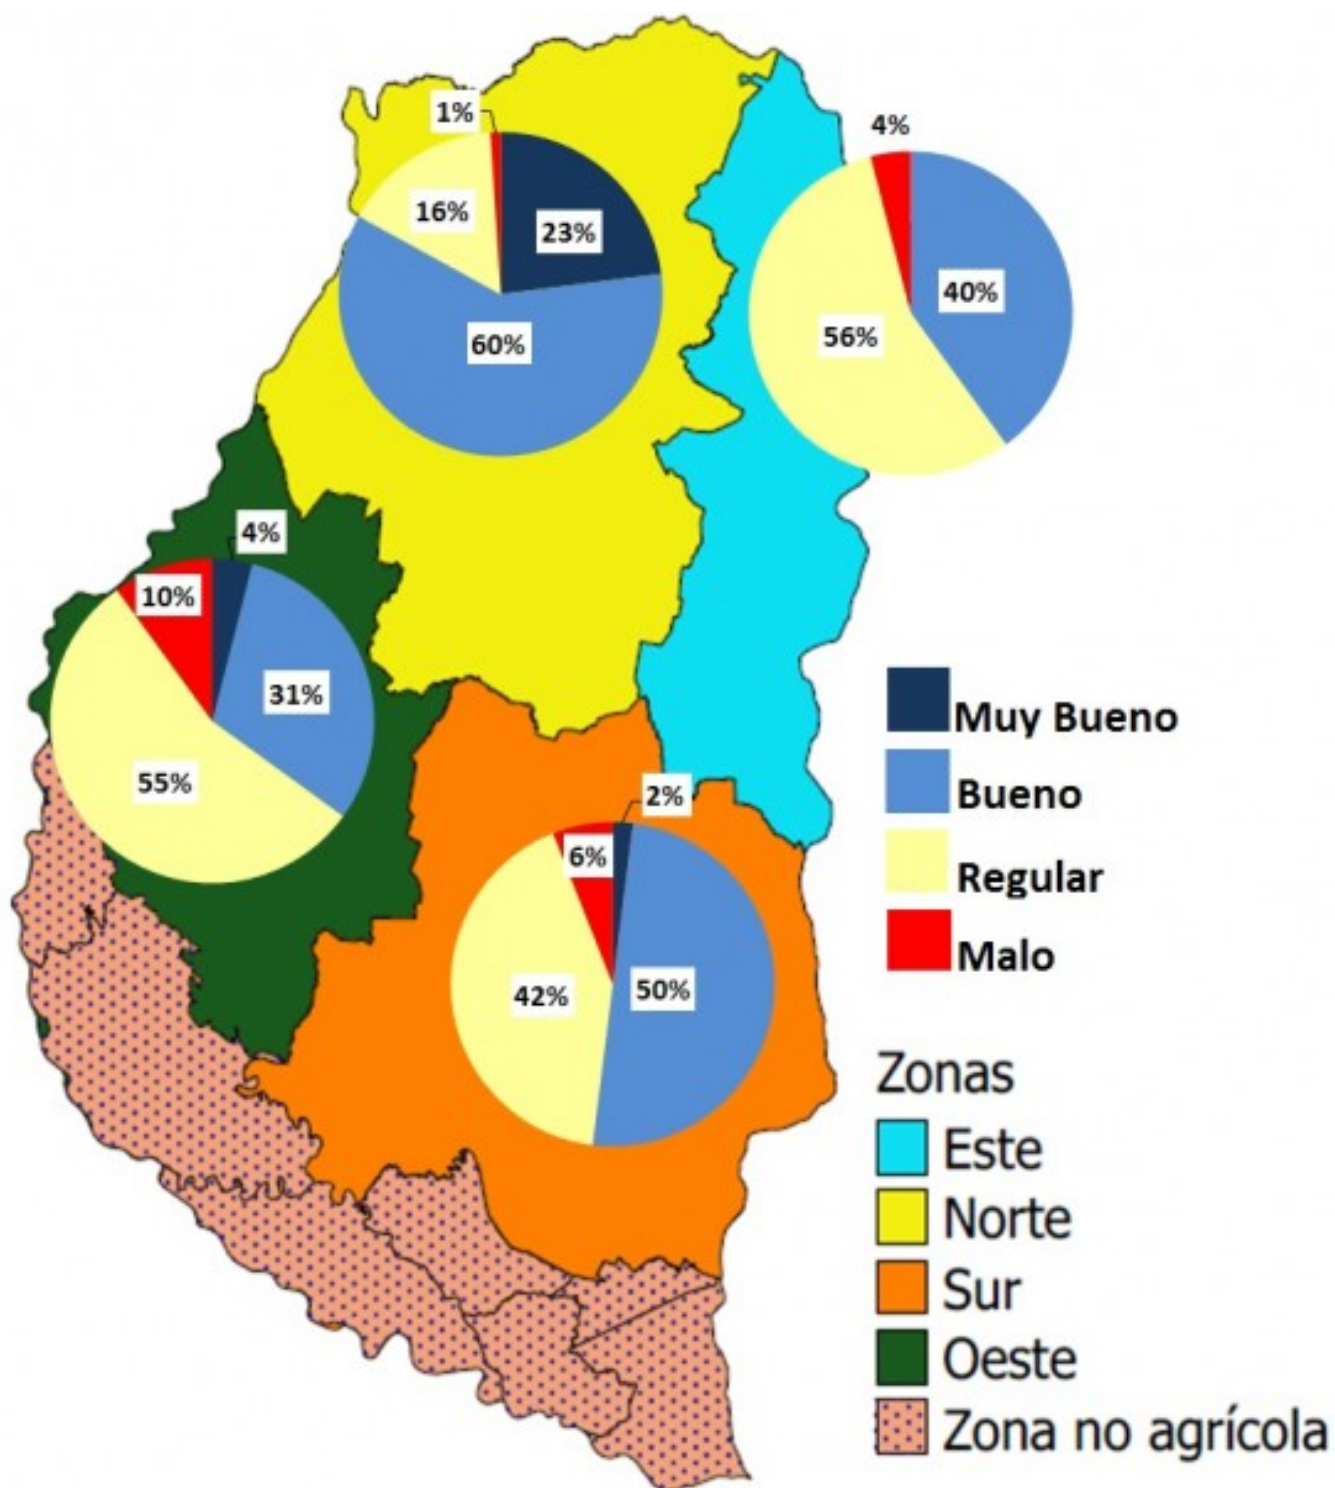 1%
4%
16%
23%
40%
56%
60%
4%
10%
31%
55%
2%
6%
42%
50%
Muy Bueno
Bueno
Regular
Malo
Zonas
Este
Norte
Sur
Oeste
Zona no agrícola